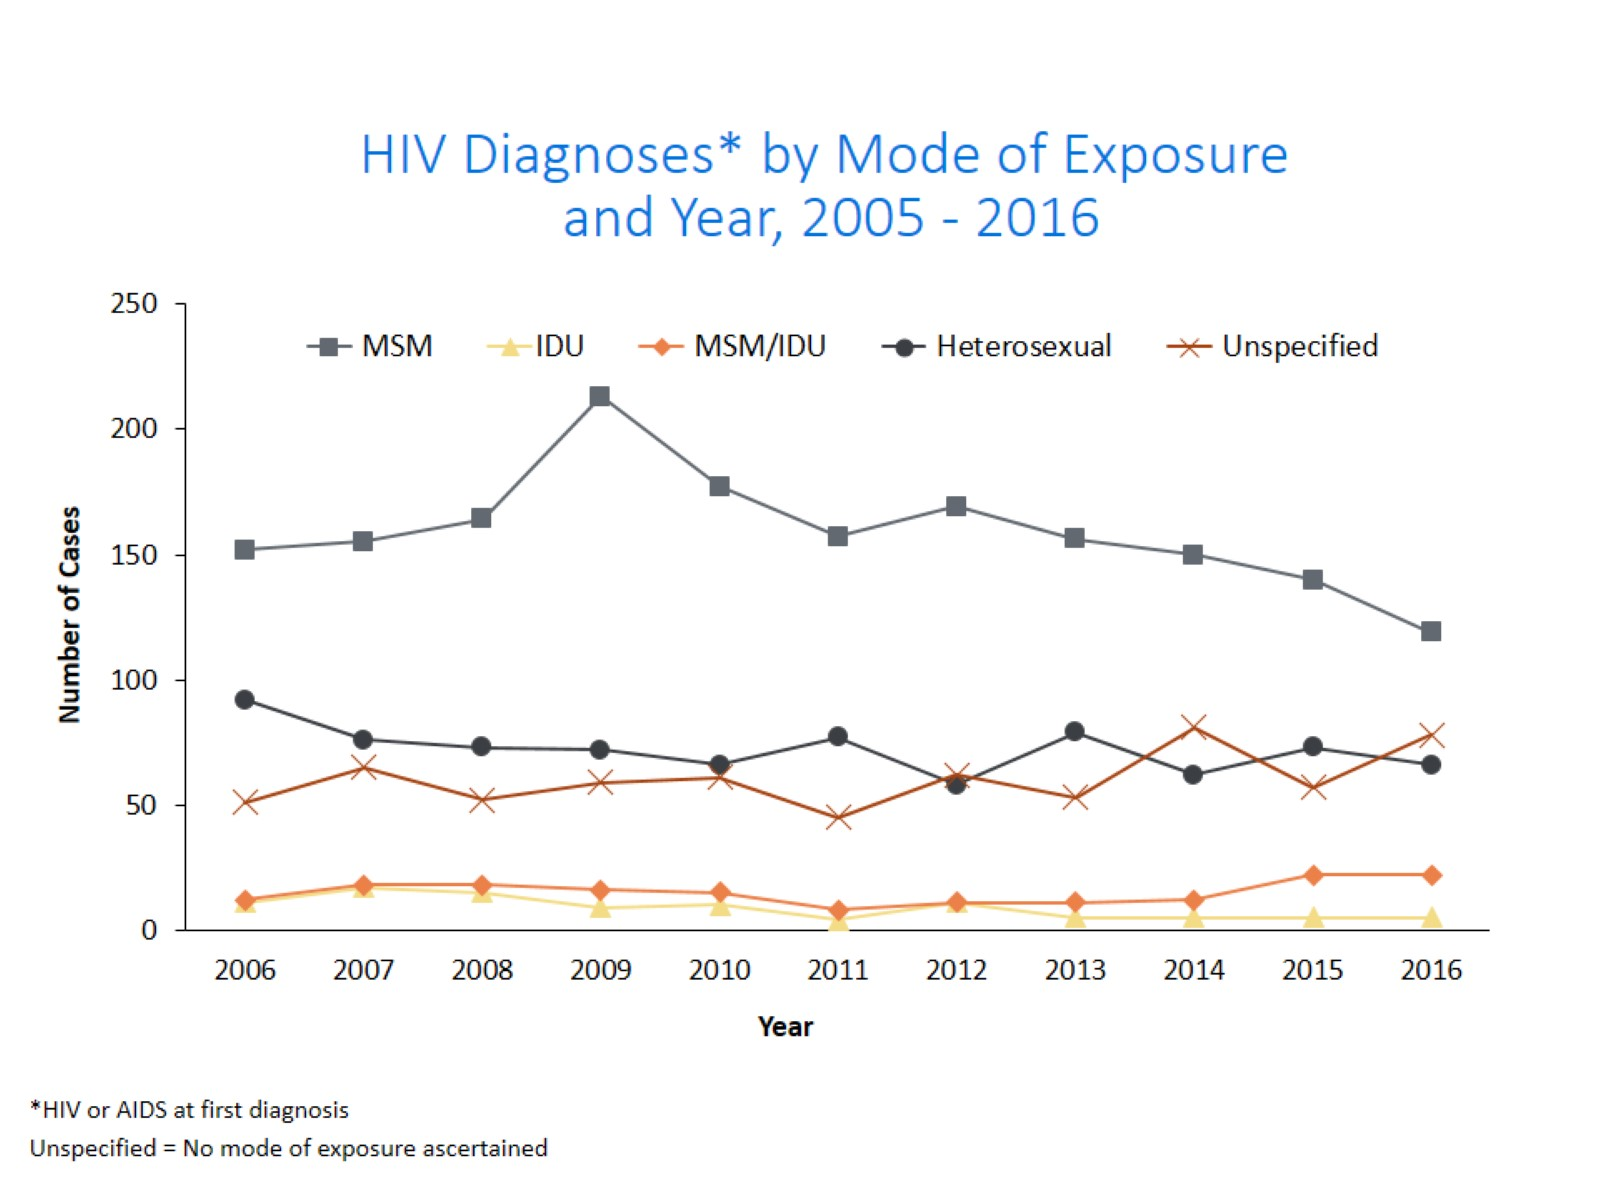 HIV Diagnoses* by Mode of Exposure
and Year, 2005 - 2016
250
MSM IDU MSM/IDU Heterosexual Unspecified
200
150
100
50
0
Number of Cases
2006 2007 2008 2009 2010 2011 2012 2013 2014 2015 2016
Year
*HIV or AIDS at first diagnosis
Unspecified = No mode of exposure ascertained